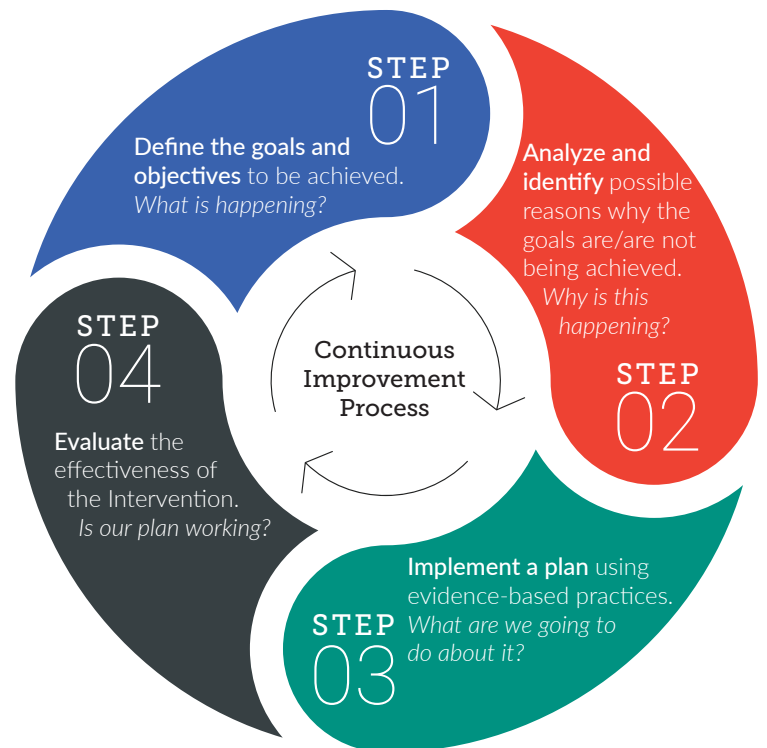 STEP
01
Define the goals and
objectives to be achieved.
What is happening?
Analyze and
identify possible
reasons why the
goals are/are not
being achieved.
Why is this
happening?
STEP
02
Implement a plan using
evidence-based practices.
What are we going to
do about it?
STEP
03
STEP
04
Evaluate the
effectiveness of
the Intervention.
Is our plan working?
Continuous
Improvement
Process